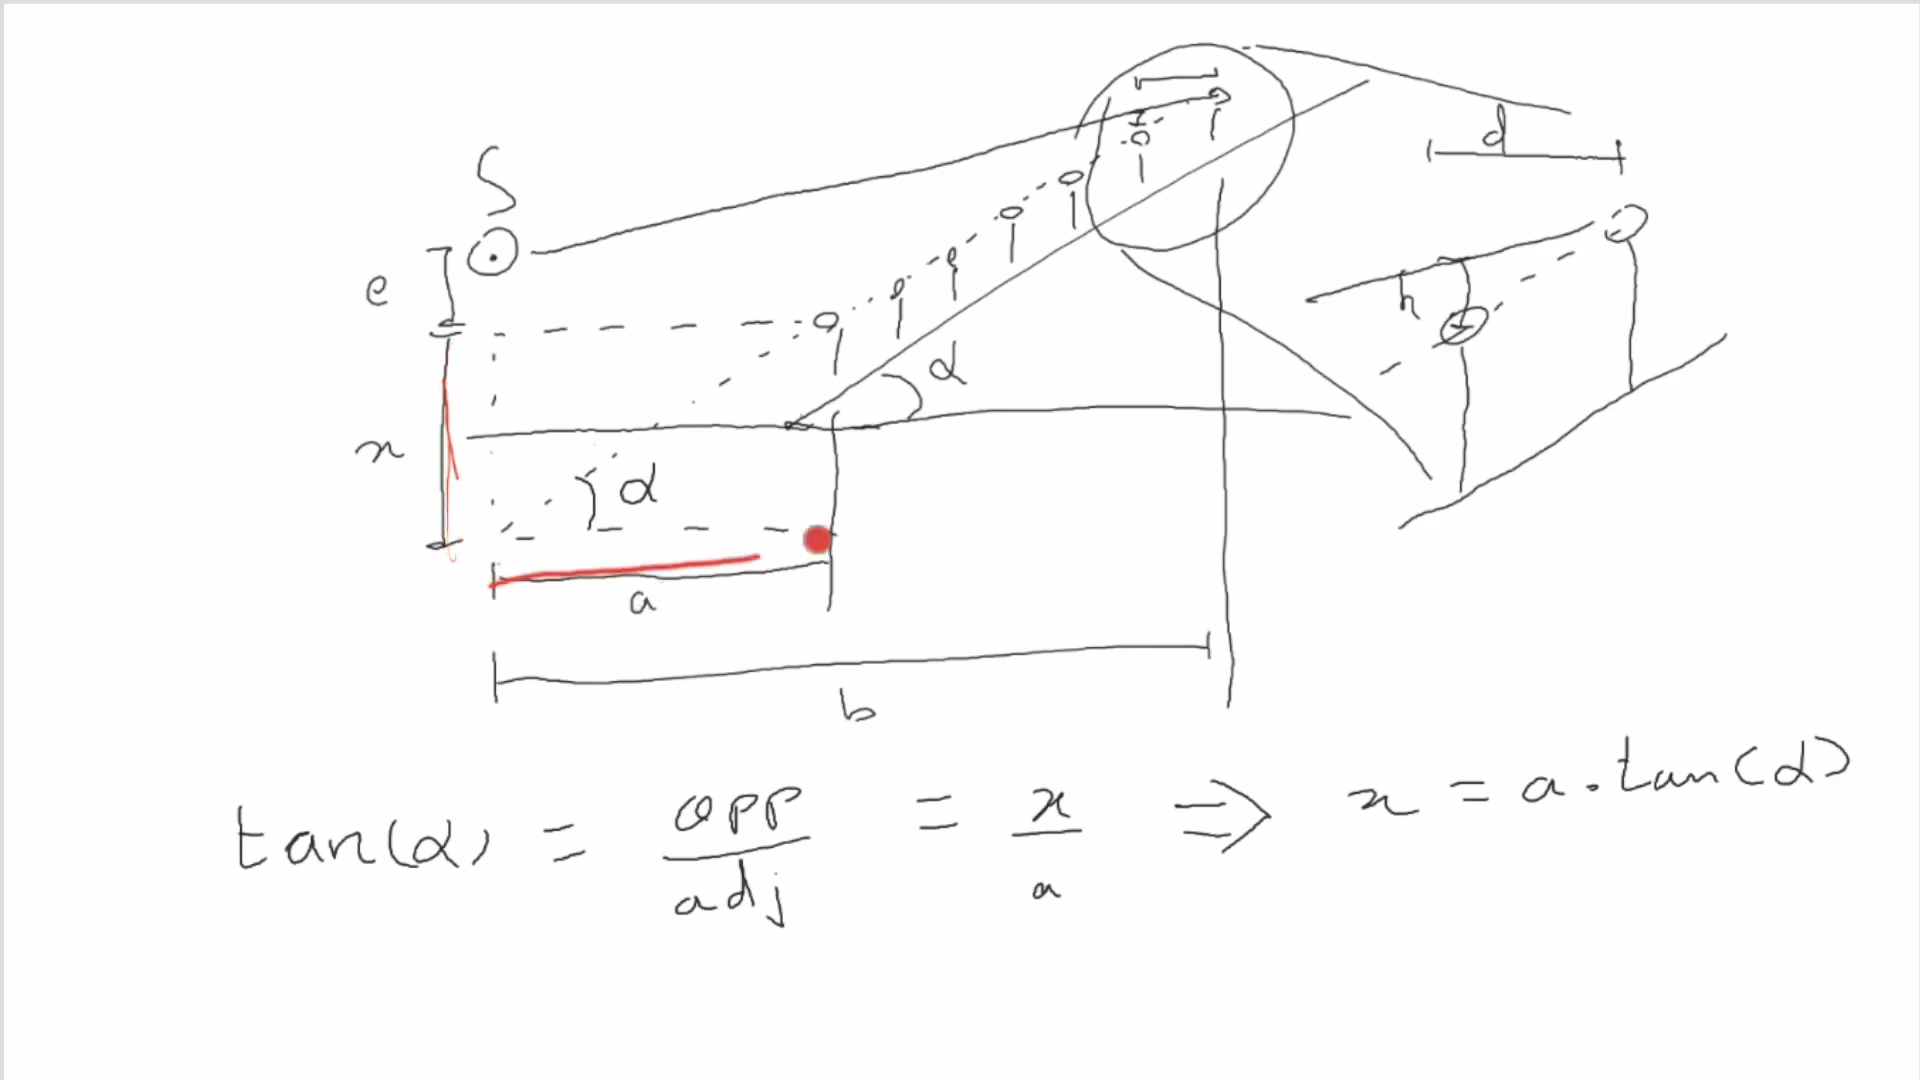 S
d
e
h
α
x
α
a
b
tan(α) = opp/adj = x/a ⇒ x = a.tan(α)